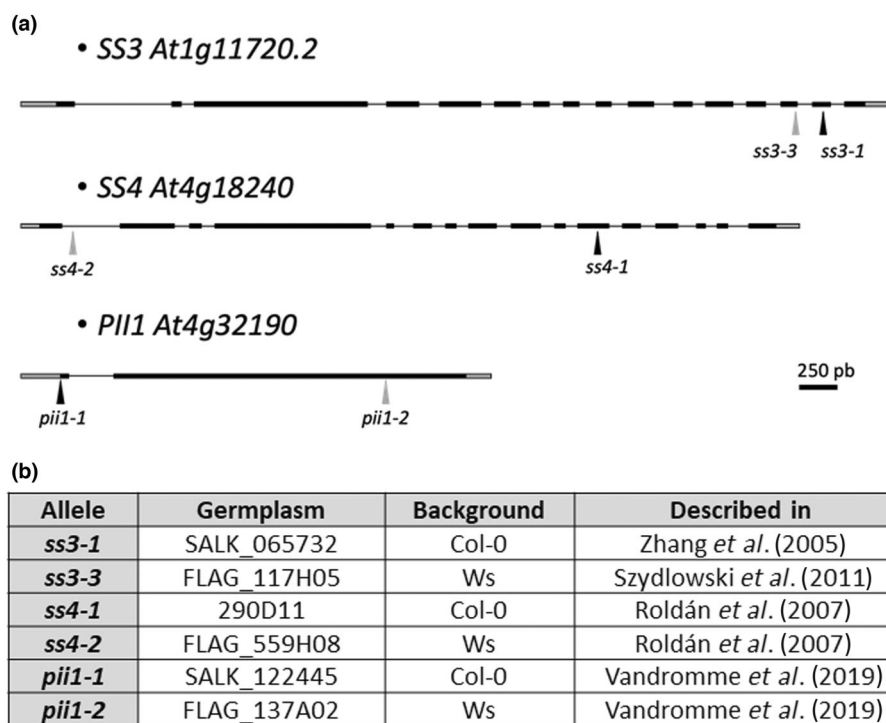 (a)
• SS3 At1g11720.2
ss3-3 ss3-1
• SS4 At4g18240
ss4-2 ss4-1
• PII1 At4g32190
250 pb
pii1-1 pii1-2
(b)
Allele Germplasm Background Described in
ss3-1 SALK_065732 Col-0 Zhang et al. (2005)
ss3-3 FLAG_117H05 Ws Szydlowski et al. (2011)
ss4-1 290D11 Col-0 Roldán et al. (2007)
ss4-2 FLAG_559H08 Ws Roldán et al. (2007)
pii1-1 SALK_122445 Col-0 Vandromme et al. (2019)
pii1-2 FLAG_137A02 Ws Vandromme et al. (2019)